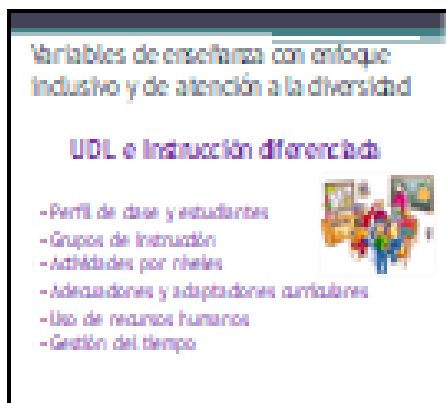 Variables de enseñanza con enfoque
inclusivo y de atención a la diversidad
UDL e Instrucción diferenciada
-Perfil de clase y estudiantes
-Grupos de Instrucción
-Actividades por niveles
-Adecuaciones y adaptaciones curriculares
-Uso de recursos humanos
-Gestión del tiempo